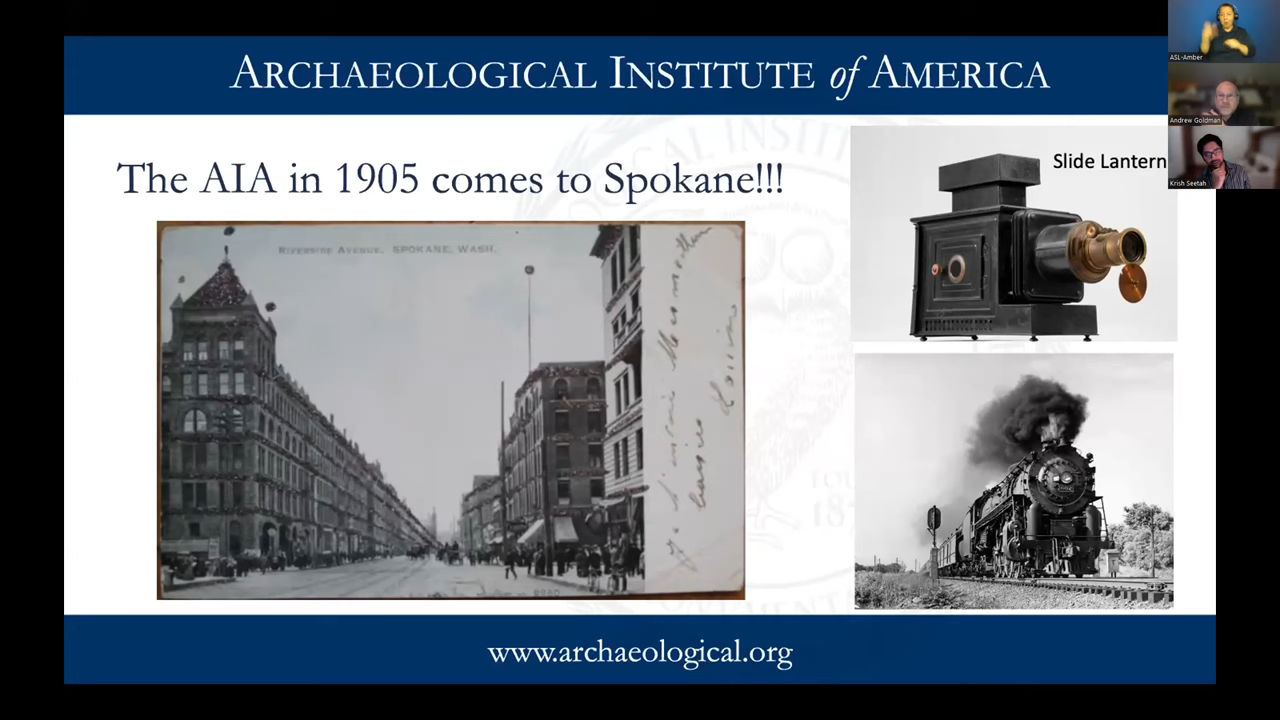 ARCHAEOLOGICAL INSTITUTE of AMERICA
The AIA in 1905 comes to Spokane!!!
RIVERSIDE AVENUE, SPOKANE, WASH.
Slide Lantern
www.archaeological.org
ASL-Amber
Andrew Goldman
Krish Seetah